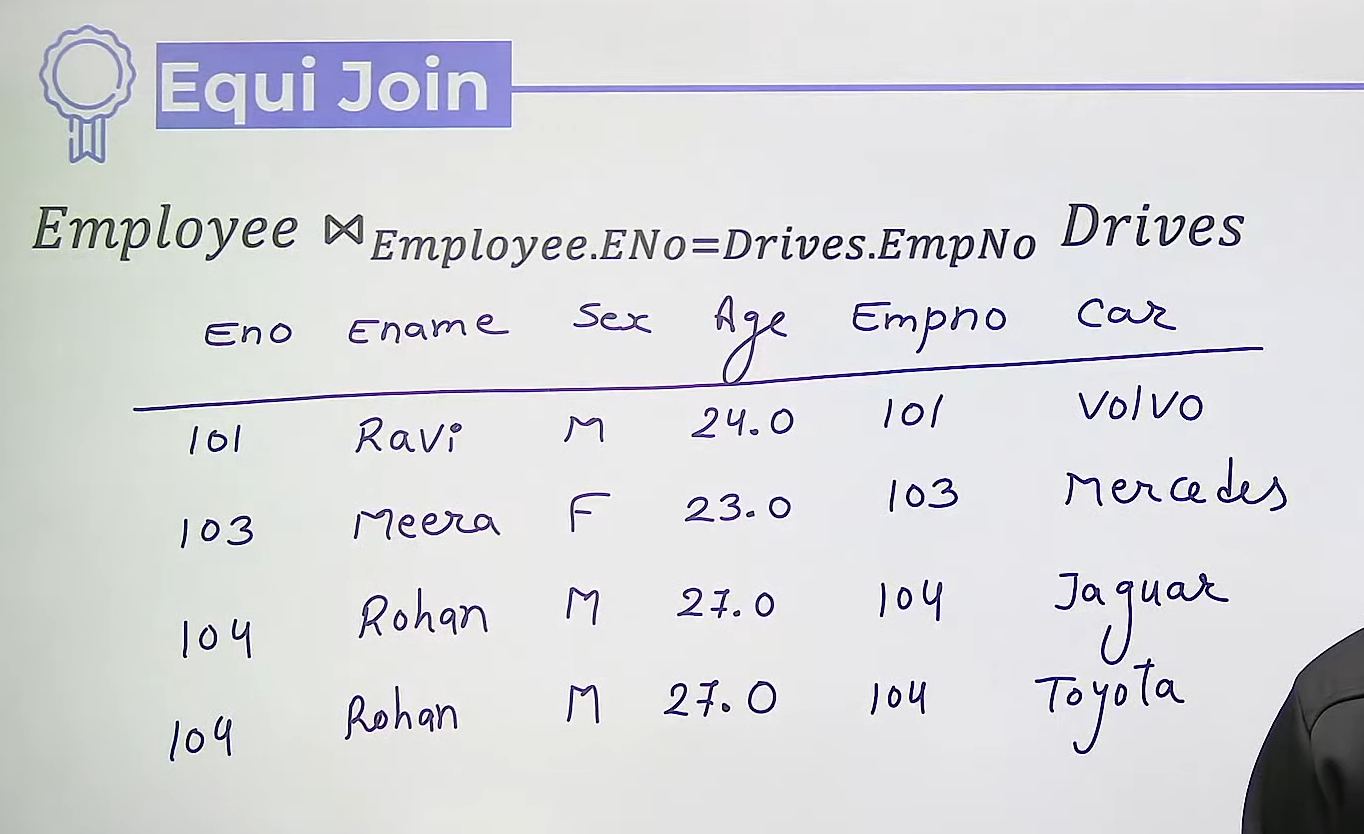 Equi Join
Employee ⋈ Employee.ENo=Drives.EmpNo Drives
Eno Ename Sex Age Empno Car
101 Ravi M 24.0 101 Volvo
103 Meera F 23.0 103 Mercedes
104 Rohan M 27.0 104 Jaguar
104 Rohan M 27.0 104 Toyota